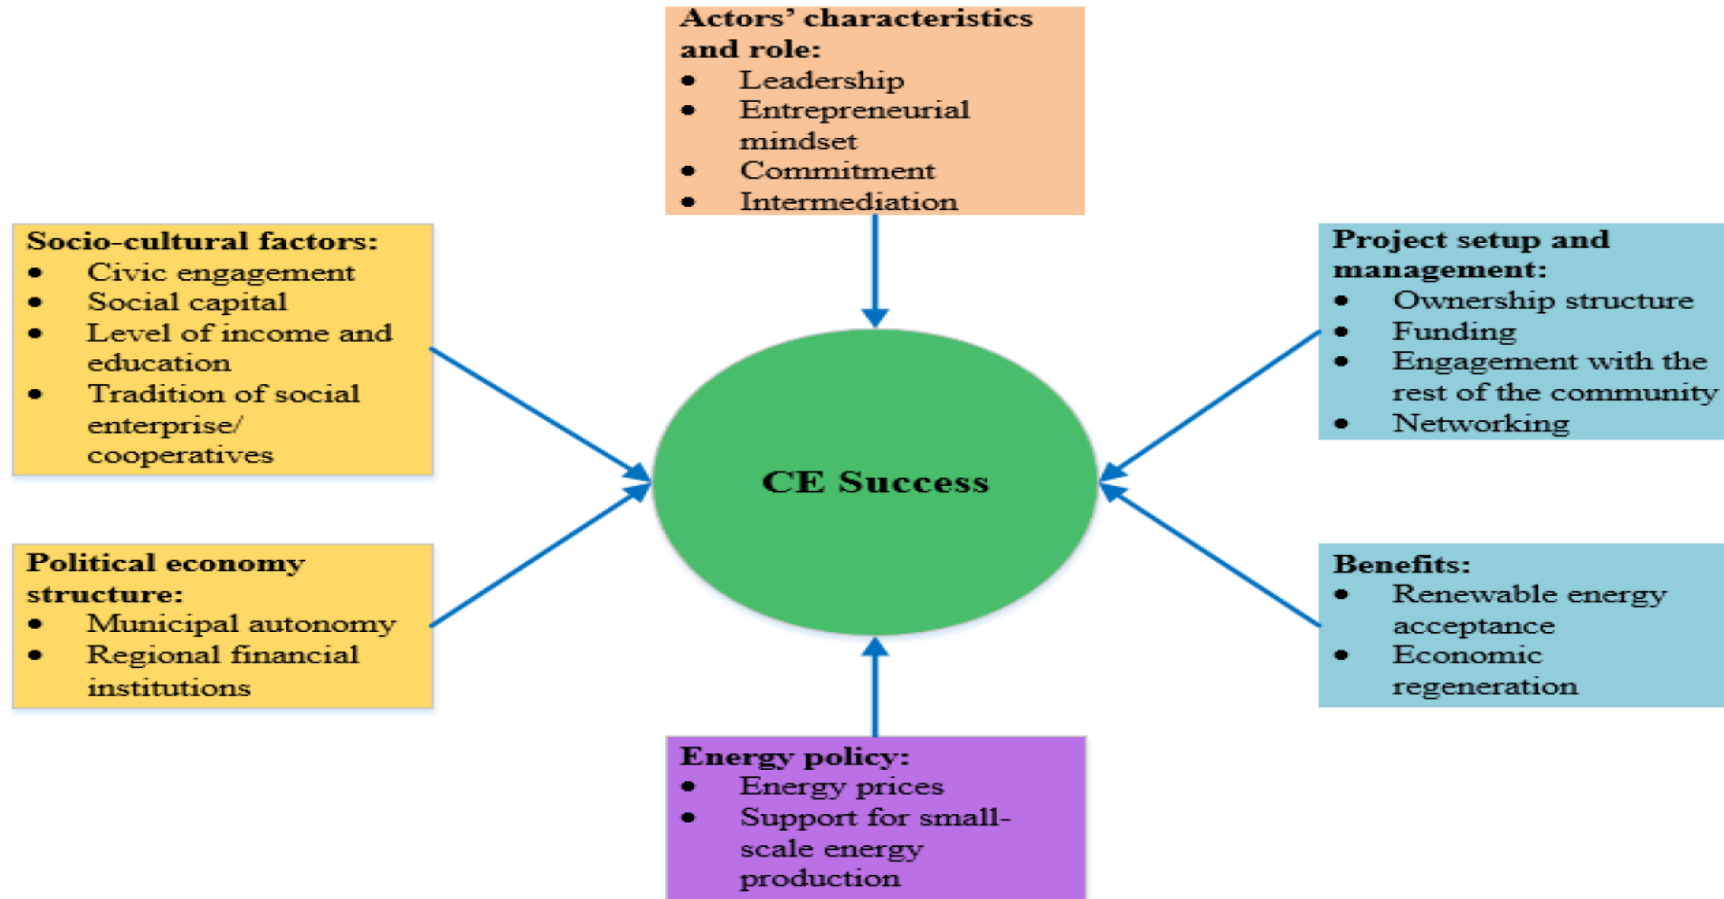 Actors’ characteristics
and role:
• Leadership
• Entrepreneurial
mindset
• Commitment
• Intermediation
Socio-cultural factors:
• Civic engagement
• Social capital
• Level of income and
education
• Tradition of social
enterprise/
cooperatives
Project setup and
management:
• Ownership structure
• Funding
• Engagement with the
rest of the community
• Networking
CE Success
Political economy
structure:
• Municipal autonomy
• Regional financial
institutions
Benefits:
• Renewable energy
acceptance
• Economic
regeneration
Energy policy:
• Energy prices
• Support for small-
scale energy
production